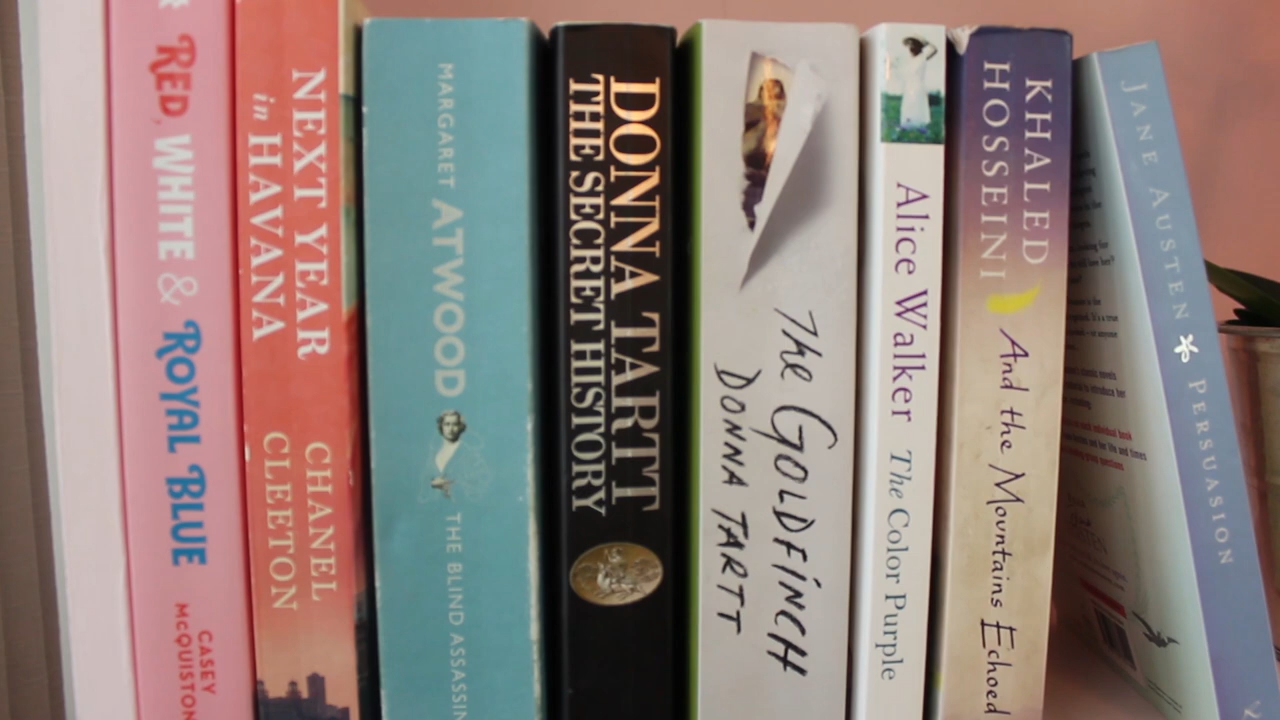 RED, WHITE & ROYAL BLUE
CASEY
McQUISTON
NEXT YEAR
in HAVANA
CHANEL
CLEETON
MARGARET ATWOOD THE BLIND ASSASSIN
DONNA TARTT
THE SECRET HISTORY
The GOLDFINCH
DONNA TARTT
Alice Walker The Color Purple
KHALED
HOSSEINI
And the Mountains Echoed
JANE AUSTEN PERSUASION